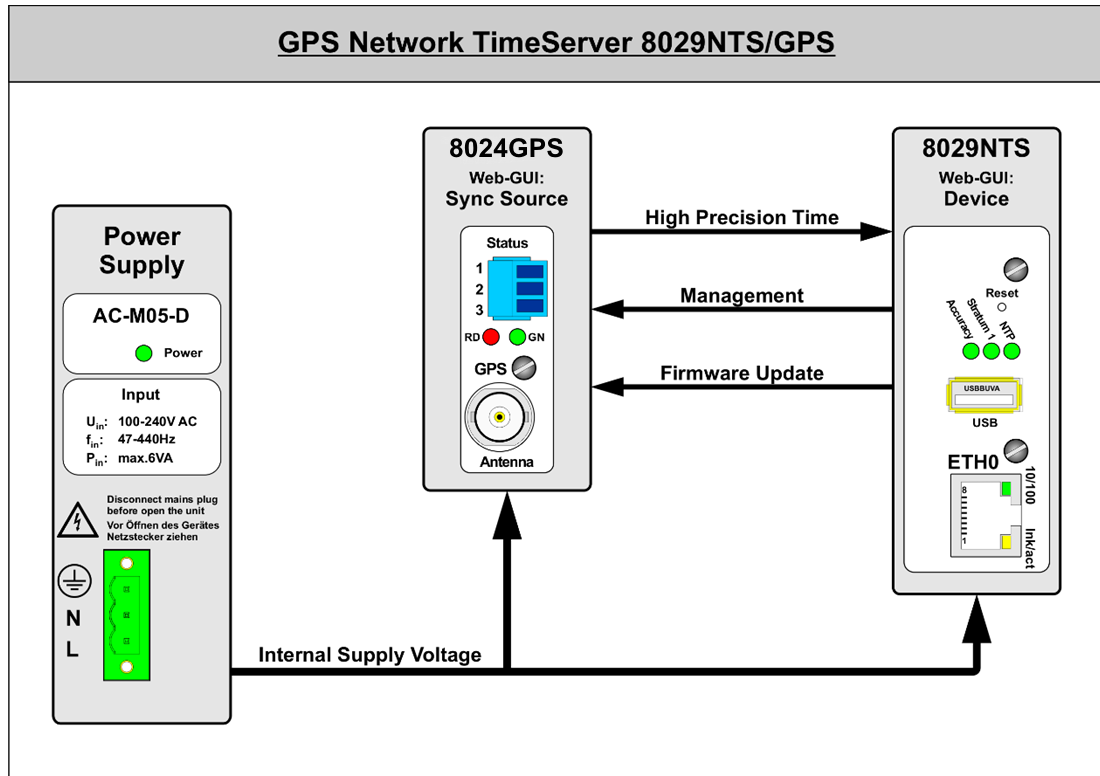 GPS Network TimeServer 8029NTS/GPS
Power
Supply
AC-M05-D
Power
Input
Uin: 100-240V AC
fin: 47-440Hz
Pin: max.6VA
Disconnect mains plug
before open the unit
Vor Öffnen des Gerätes
Netzstecker ziehen
N
L
Internal Supply Voltage
8024GPS
Web-GUI:
Sync Source
Status
1
2
3
RD
GN
GPS
Antenna
High Precision Time
Management
Firmware Update
8029NTS
Web-GUI:
Device
Reset
Accuracy
Stratum 1
NTP
USBBUVA
USB
ETH0
10/100
8
1
lnk/act